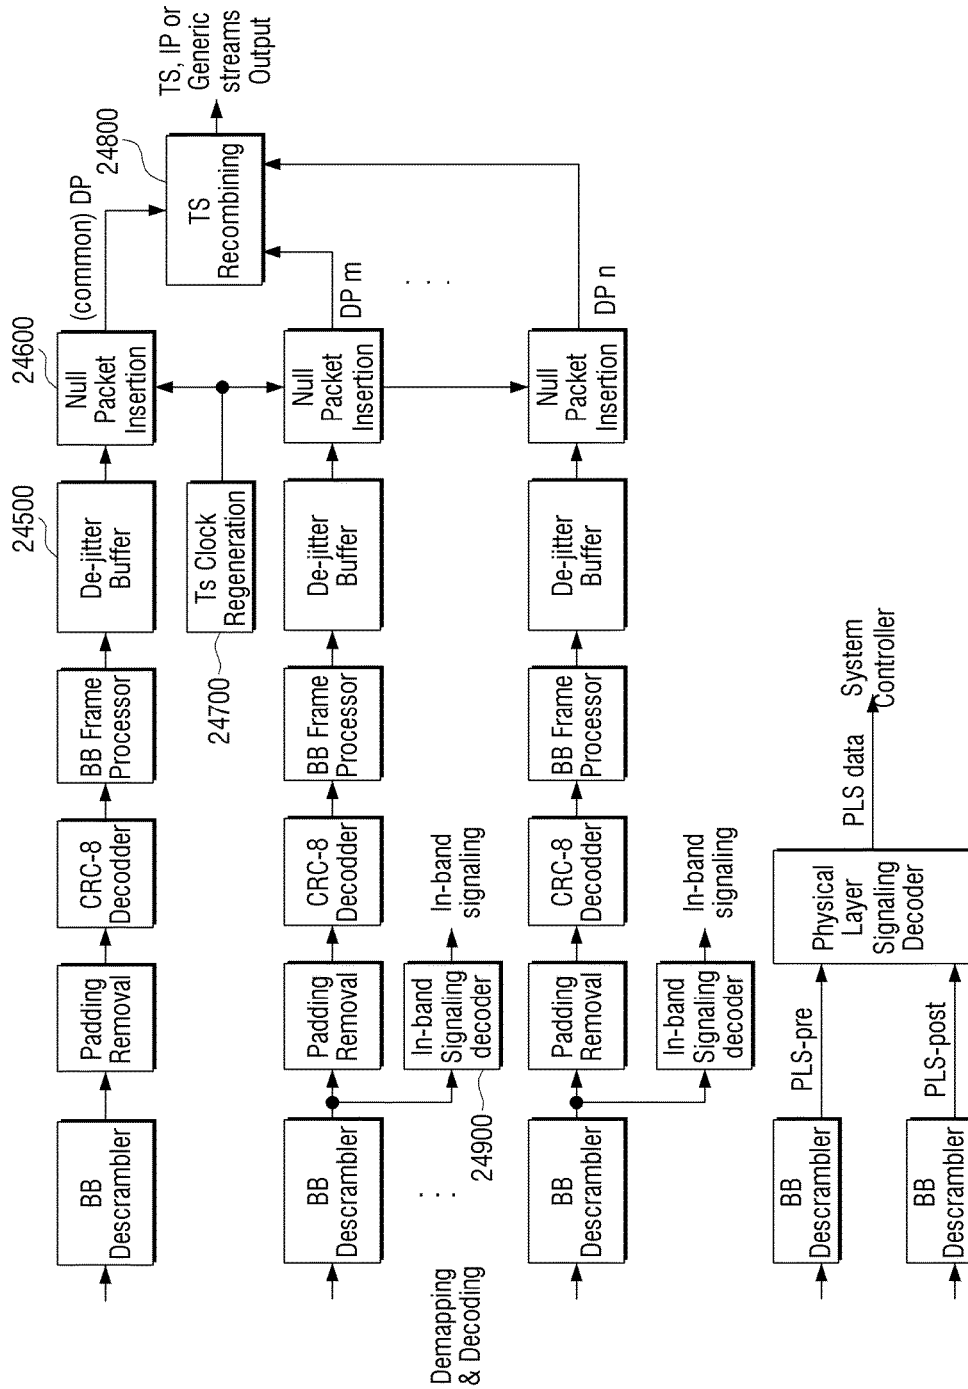 Demapping
& Decoding
BB
Descrambler
Padding
Removal
CRC-8
Decodder
BB Frame
Processor
De-jitter
Buffer
24500
Null
Packet
Insertion
24600
(common) DP
TS
Recombining
24800
TS, IP or
Generic
streams
Output
Ts Clock
Regeneration
24700
BB
Descrambler
. . .
Padding
Removal
CRC-8
Decodder
BB Frame
Processor
De-jitter
Buffer
Null
Packet
Insertion
DP m
. . .
In-band
Signaling
decoder
24900
In-band
signaling
BB
Descrambler
Padding
Removal
CRC-8
Decodder
BB Frame
Processor
De-jitter
Buffer
Null
Packet
Insertion
DP n
In-band
Signaling
decoder
In-band
signaling
BB
Descrambler
PLS-pre
BB
Descrambler
PLS-post
Physical
Layer
Signaling
Decoder
PLS data
System
Controller